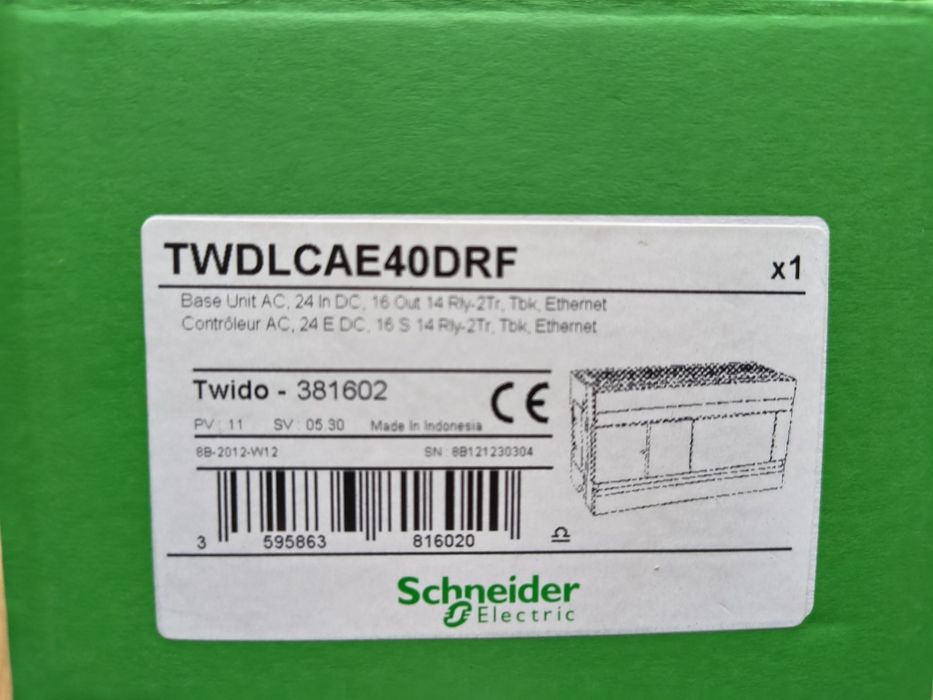 TWDLCAE40DRF x1
Base Unit AC, 24 In DC, 16 Out 14 Rly-2Tr, Tbk, Ethernet
Contrôleur AC, 24 E DC, 16 S 14 Rly-2Tr, Tbk, Ethernet
Twido - 381602 CE
PV : 11 SV : 05.30 Made In Indonesia
8B-2012-W12 SN : 8B121230304
3 595863 816020
Schneider
Electric